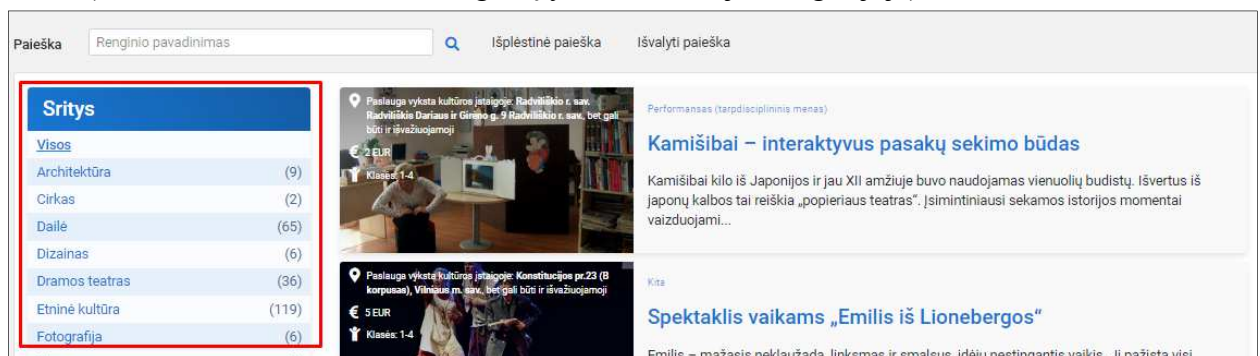 Paieška
Renginio pavadinimas
Išplėstinė paieška
Išvalyti paieška
Sritys
Visos
Architektūra (9)
Cirkas (2)
Dailė (65)
Dizainas (6)
Dramos teatras (36)
Etninė kultūra (119)
Fotografija (6)
Paslauga vyksta kultūros įstaigoje: Radviliškio r. sav.
Radviliškis Dariaus ir Girėno g. 9 Radviliškio r. sav., bet gali
būti ir išvažiuojamoji
2 EUR
Klasės: 1-4
Performansas (tarpdisciplininis menas)
Kamišibai – interaktyvus pasakų sekimo būdas
Kamišibai kilo iš Japonijos ir jau XII amžiuje buvo naudojamas vienuolių budistų. Išvertus iš
japonų kalbos tai reiškia „popieriaus teatras“. Įsimintiniausi sekamos istorijos momentai
vaizduojami...
Paslauga vyksta kultūros įstaigoje: Konstitucijos pr.23 (B
korpusas), Vilniaus m. sav., bet gali būti ir išvažiuojamoji
5 EUR
Klasės: 1-4
Kita
Spektaklis vaikams „Emilis iš Lionebergos“